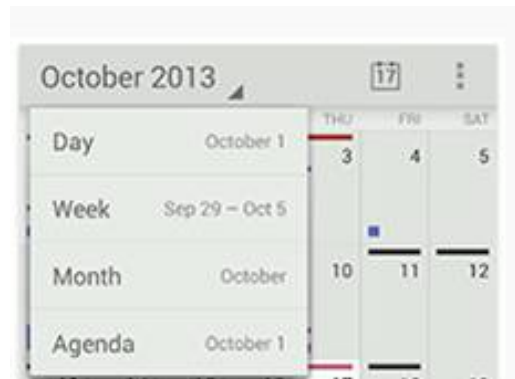 October 2013
17
THU FRI SAT
Day October 1
3 4 5
Week Sep 29 – Oct 5
Month October
10 11 12
Agenda October 1